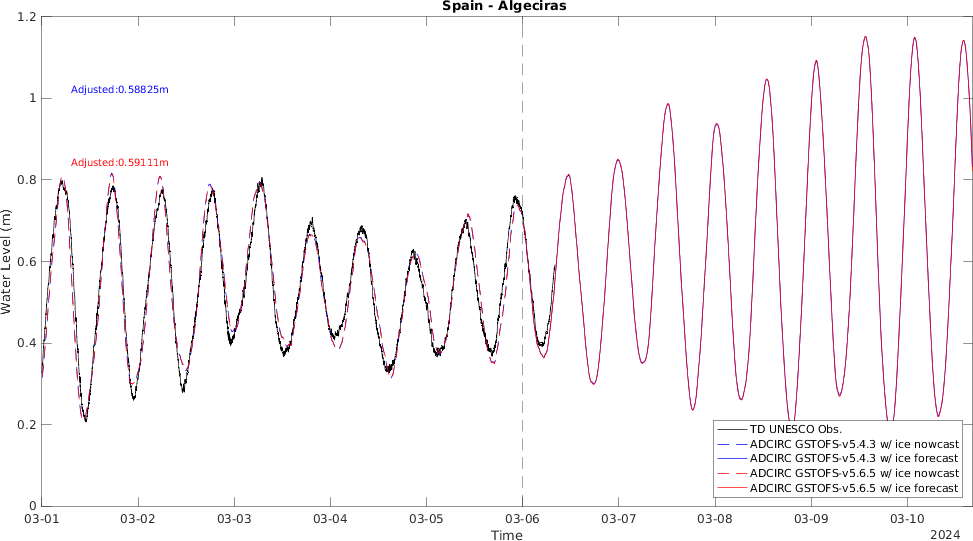 Spain - Algeciras
1.2
1
0.8
0.6
0.4
0.2
0
Water Level (m)
Adjusted:0.58825m
Adjusted:0.59111m
TD UNESCO Obs.
ADCIRC GSTOFS-v5.4.3 w/ ice nowcast
ADCIRC GSTOFS-v5.4.3 w/ ice forecast
ADCIRC GSTOFS-v5.6.5 w/ ice nowcast
ADCIRC GSTOFS-v5.6.5 w/ ice forecast
03-01 03-02 03-03 03-04 03-05 03-06 03-07 03-08 03-09 03-10
Time
2024